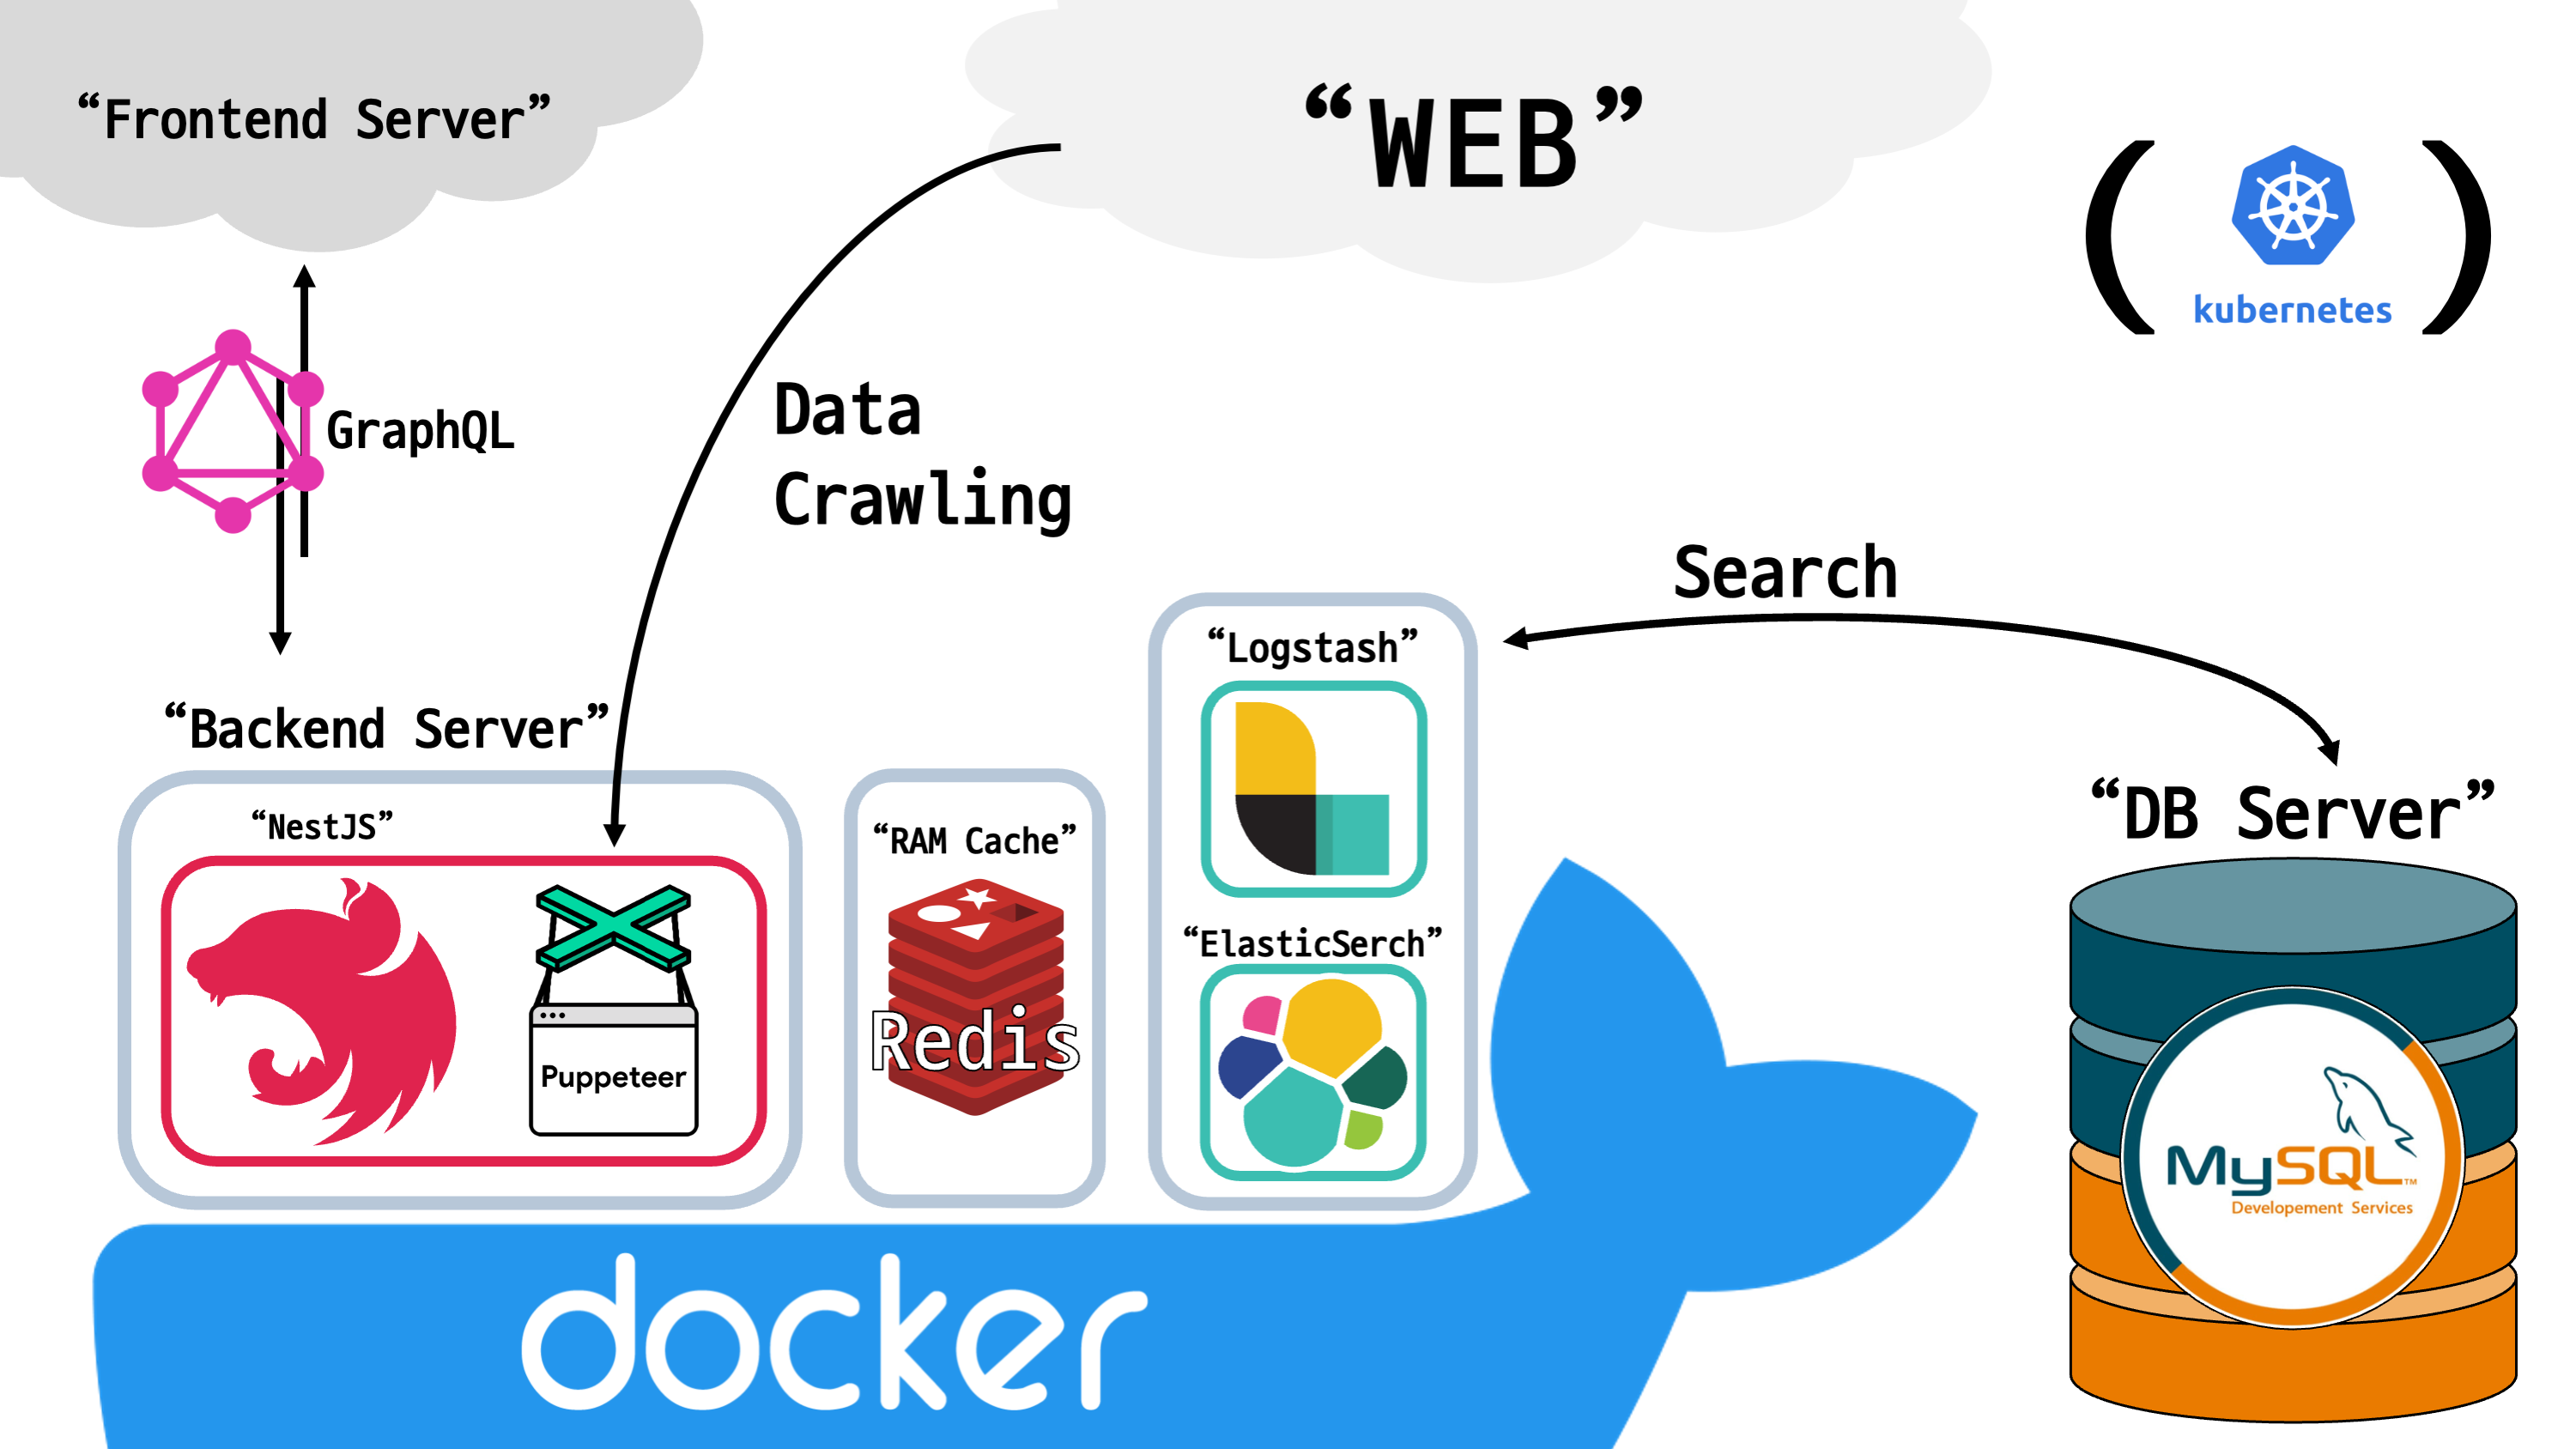 “Frontend Server”
“WEB”
( kubernetes )
GraphQL
Data
Crawling
Search
“Logstash”
“Backend Server”
“DB Server”
“NestJS”
“RAM Cache”
“ElasticSerch”
Redis
Puppeteer
MySQL™
Developement Services
docker